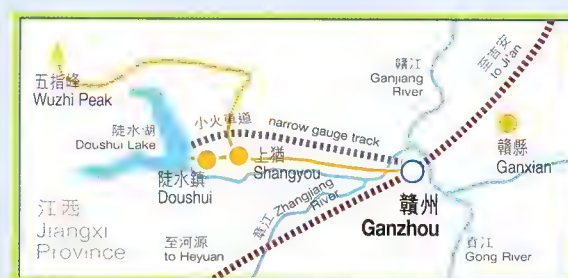 五指峰
Wuzhi Peak
陡水湖
Doushui Lake
小火車道
narrow gauge track
贛江
Ganjiang
River
至吉安
to Ji'an
贛縣
Ganxian
上猶
Shangyou
陡水鎮
Doushui
章江 Zhangjiang
River
贛州
Ganzhou
江西
Jiangxi
Province
至河源
to Heyuan
貢江
Gong River